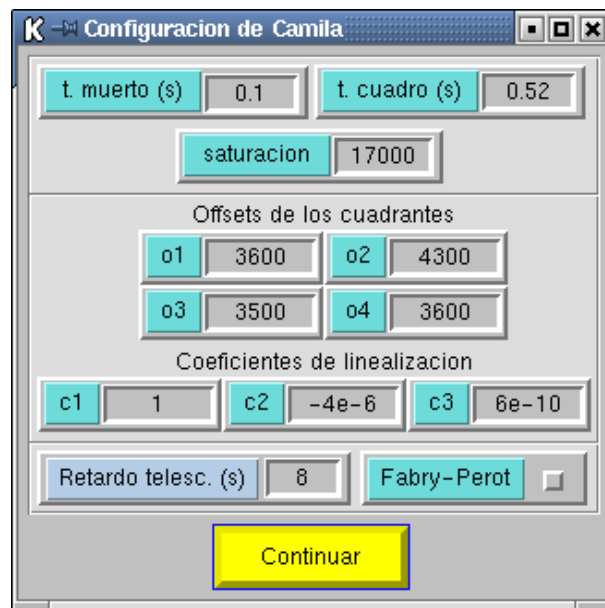 Configuracion de Camila
t. muerto (s) 0.1 t. cuadro (s) 0.52
saturacion 17000
Offsets de los cuadrantes
o1 3600 o2 4300
o3 3500 o4 3600
Coeficientes de linealizacion
c1 1 c2 -4e-6 c3 6e-10
Retardo telesc. (s) 8 Fabry-Perot
Continuar